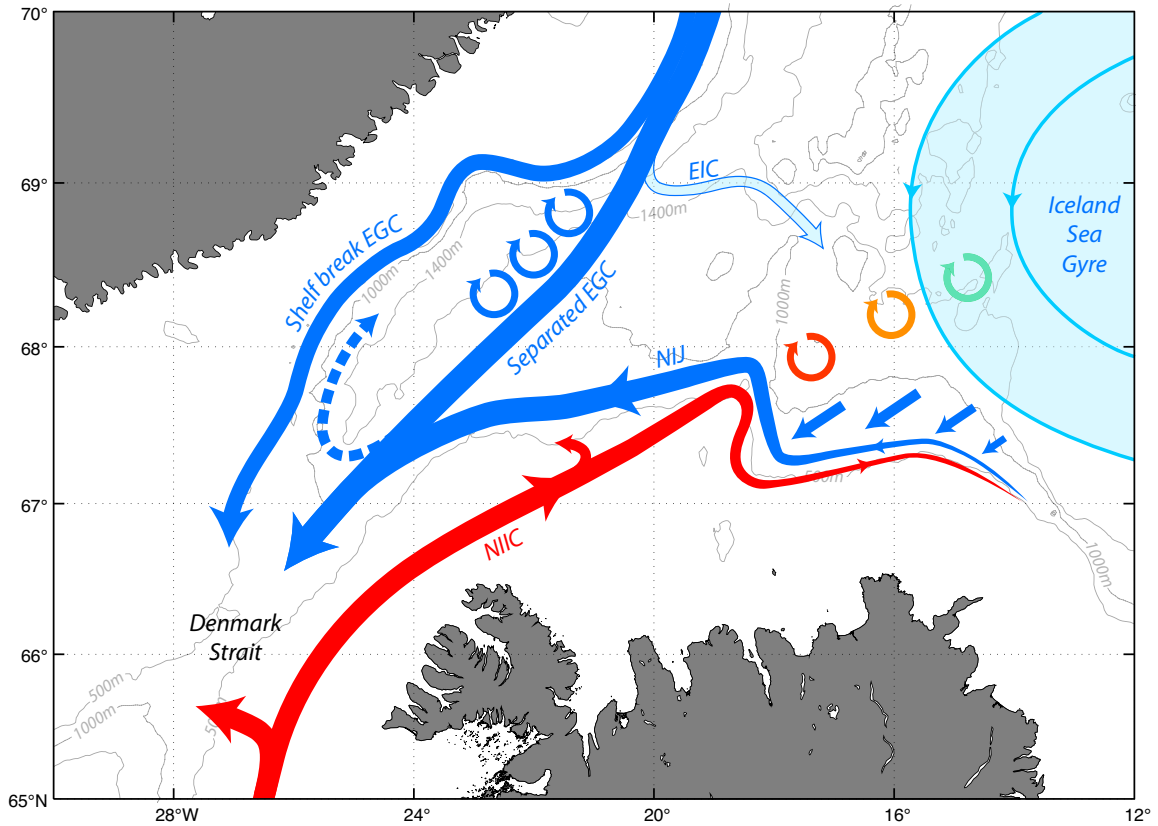 70°
69°
68°
67°
66°
65°N
28°W
24°
20°
16°
12°
EIC
1400m
Iceland
Sea
Gyre
Shelf break EGC
1000m
1400m
Separated EGC
1000m
NIJ
500m
NIIC
1000m
Denmark
Strait
500m
1000m